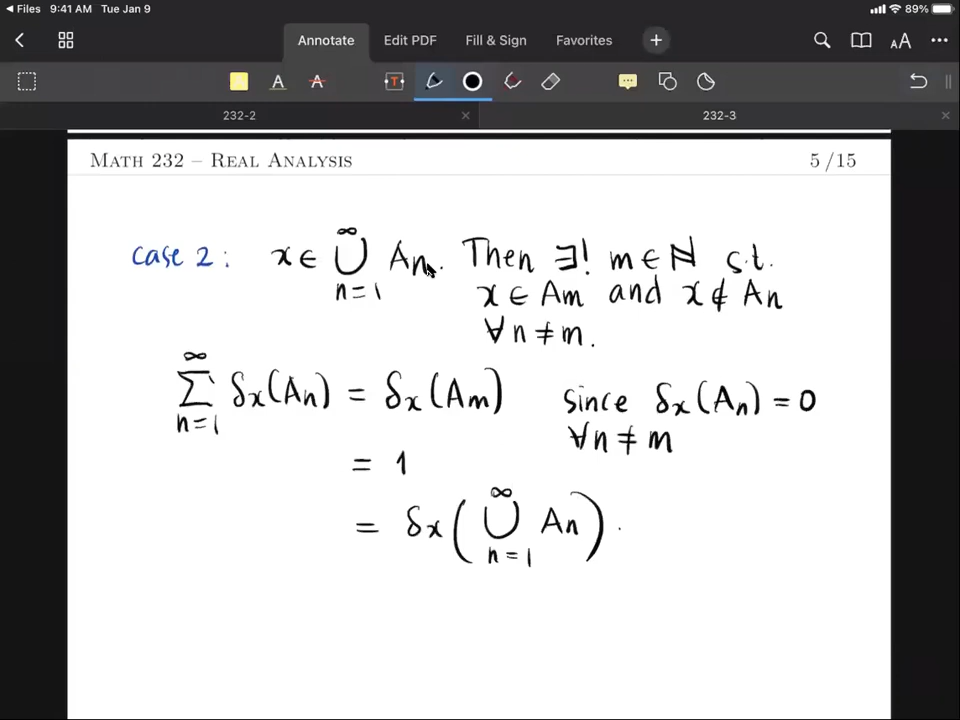 Files 9:41 AM Tue Jan 9 89%
Annotate Edit PDF Fill & Sign Favorites + AA
A A T
232-2 × 232-3 ×
MATH 232 – REAL ANALYSIS 5 / 15
Case 2: x ∈ ⋃_{n=1}^∞ An. Then ∃! m ∈ ℕ s.t.
x ∈ Am and x ∉ An
∀n ≠ m.
∑_{n=1}^∞ δx(An) = δx(Am) since δx(An) = 0
∀n ≠ m
= 1
= δx(⋃_{n=1}^∞ An).